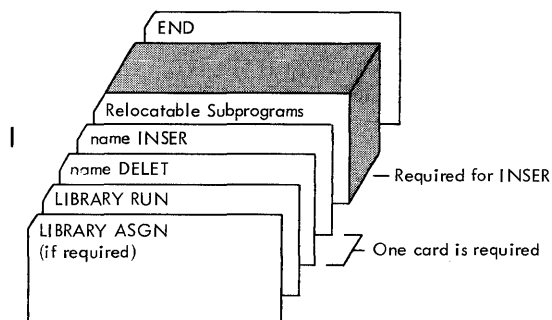 END
Relocatable Subprograms
name INSER
name DELET
LIBRARY RUN
LIBRARY ASGN
(if required)
Required for INSER
One card is required